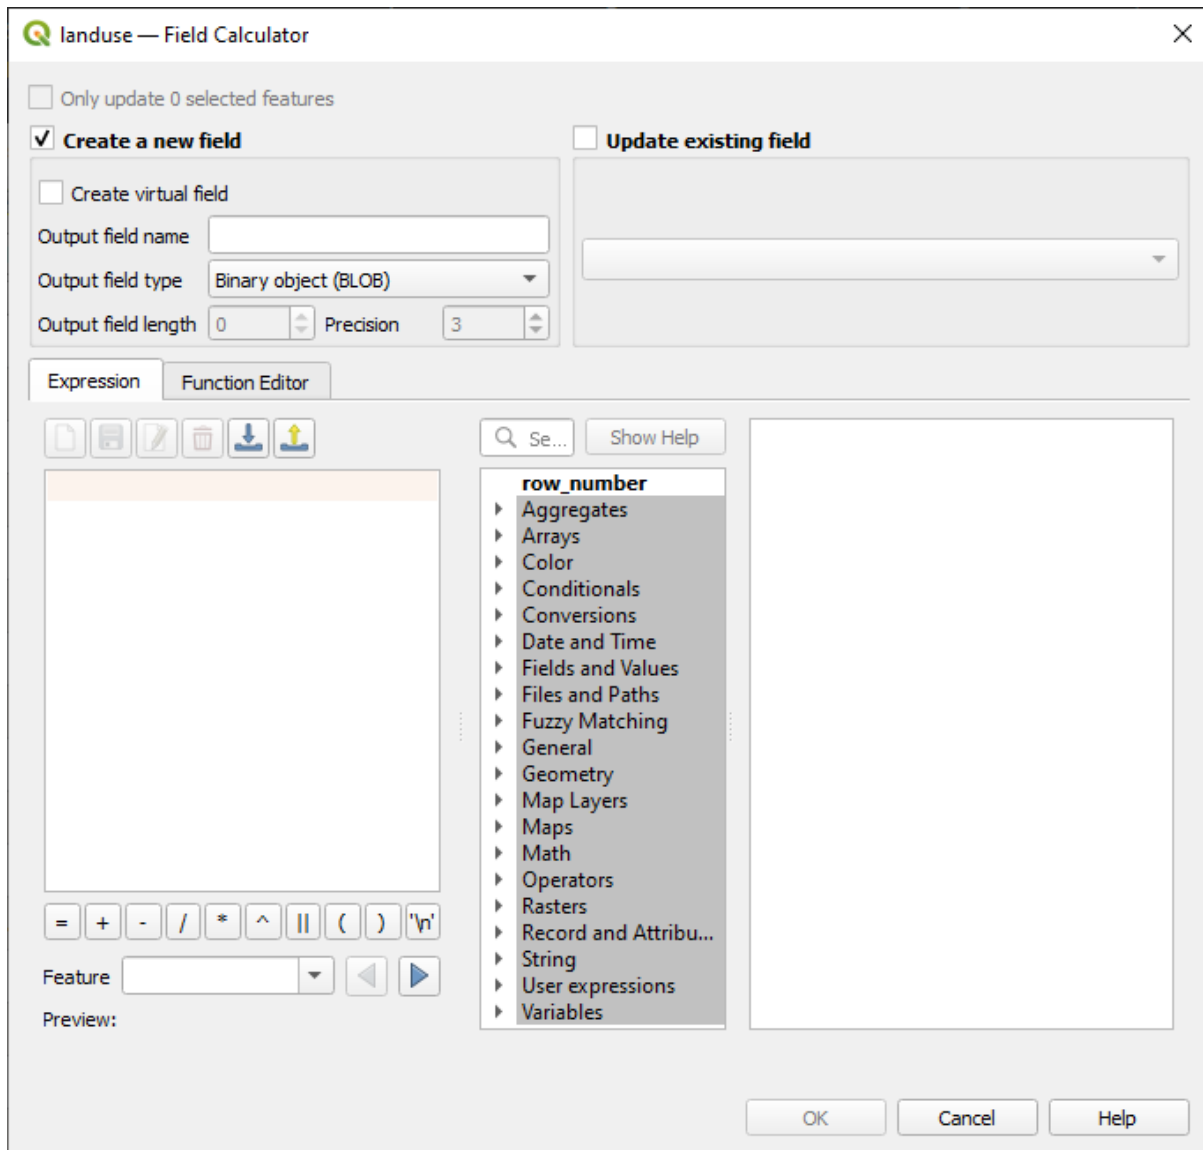 landuse — Field Calculator
Only update 0 selected features
Create a new field
Update existing field
Create virtual field
Output field name
Output field type Binary object (BLOB)
Output field length 0 Precision 3
Expression Function Editor
Se... Show Help
row_number
Aggregates
Arrays
Color
Conditionals
Conversions
Date and Time
Fields and Values
Files and Paths
Fuzzy Matching
General
Geometry
Map Layers
Maps
Math
Operators
Rasters
Record and Attribu...
String
User expressions
Variables
= + - / * ^ || ( ) '\n'
Feature
Preview:
OK Cancel Help